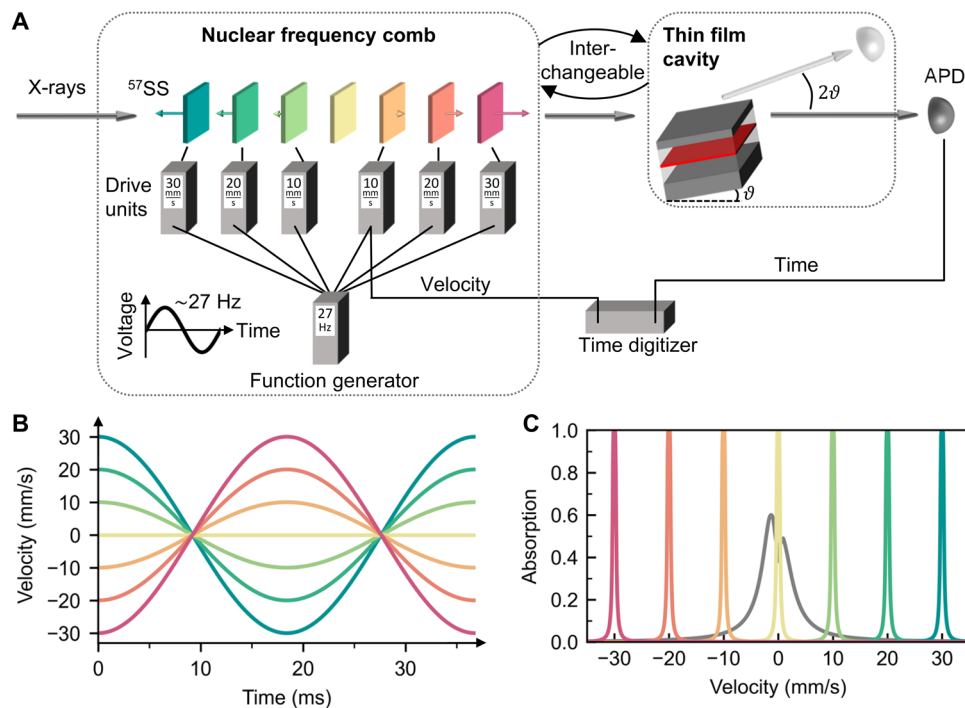 A
Nuclear frequency comb
Inter-
changeable
Thin film
cavity
X-rays
⁵⁷SS
2ϑ
APD
ϑ
Drive
units
30
mm
s
20
mm
s
10
mm
s
10
mm
s
20
mm
s
30
mm
s
Velocity
Time
Voltage
~27 Hz
Time
27
Hz
Function generator
Time digitizer
B
Velocity (mm/s)
30
20
10
0
−10
−20
−30
0
10
20
30
Time (ms)
C
Absorption
1.0
0.8
0.6
0.4
0.2
0.0
−30
−20
−10
0
10
20
30
Velocity (mm/s)